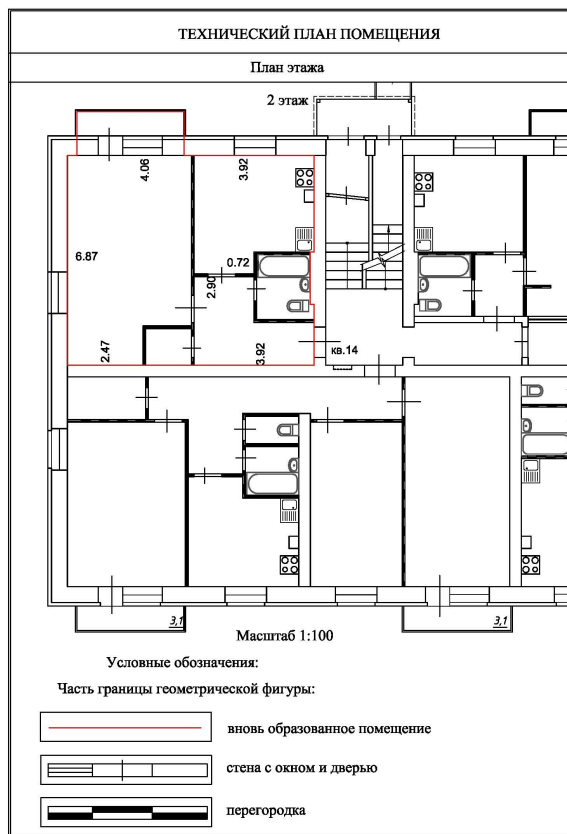 ТЕХНИЧЕСКИЙ ПЛАН ПОМЕЩЕНИЯ
План этажа
2 этаж
4.06
3.92
6.87
0.72
2.90
2.47
3.92
кв.14
3,1
3,1
Масштаб 1:100
Условные обозначения:
Часть границы геометрической фигуры:
вновь образованное помещение
стена с окном и дверью
перегородка